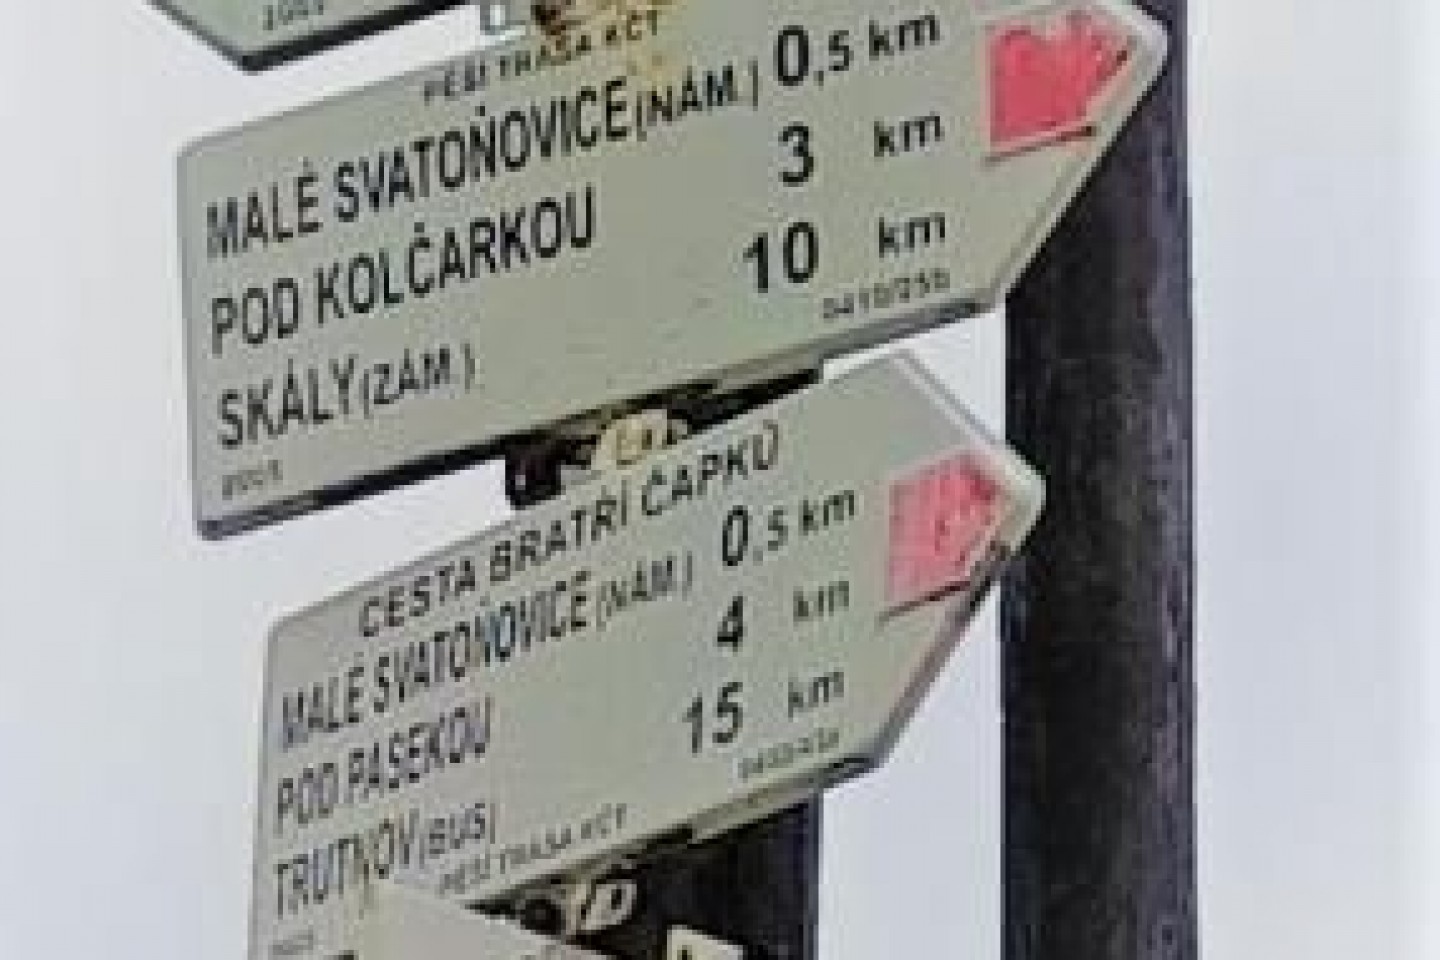 PĚŠÍ TRASA KČT
MALÉ SVATOŇOVICE (NÁM.) 0,5 km
POD KOLČARKOU 3 km
SKÁLY (ZÁM.) 10 km
CESTA BRATŘÍ ČAPKŮ
MALÉ SVATOŇOVICE (NÁM.) 0,5 km
POD PASEKOU 4 km
TRUTNOV (BUS) 15 km
PĚŠÍ TRASA KČT